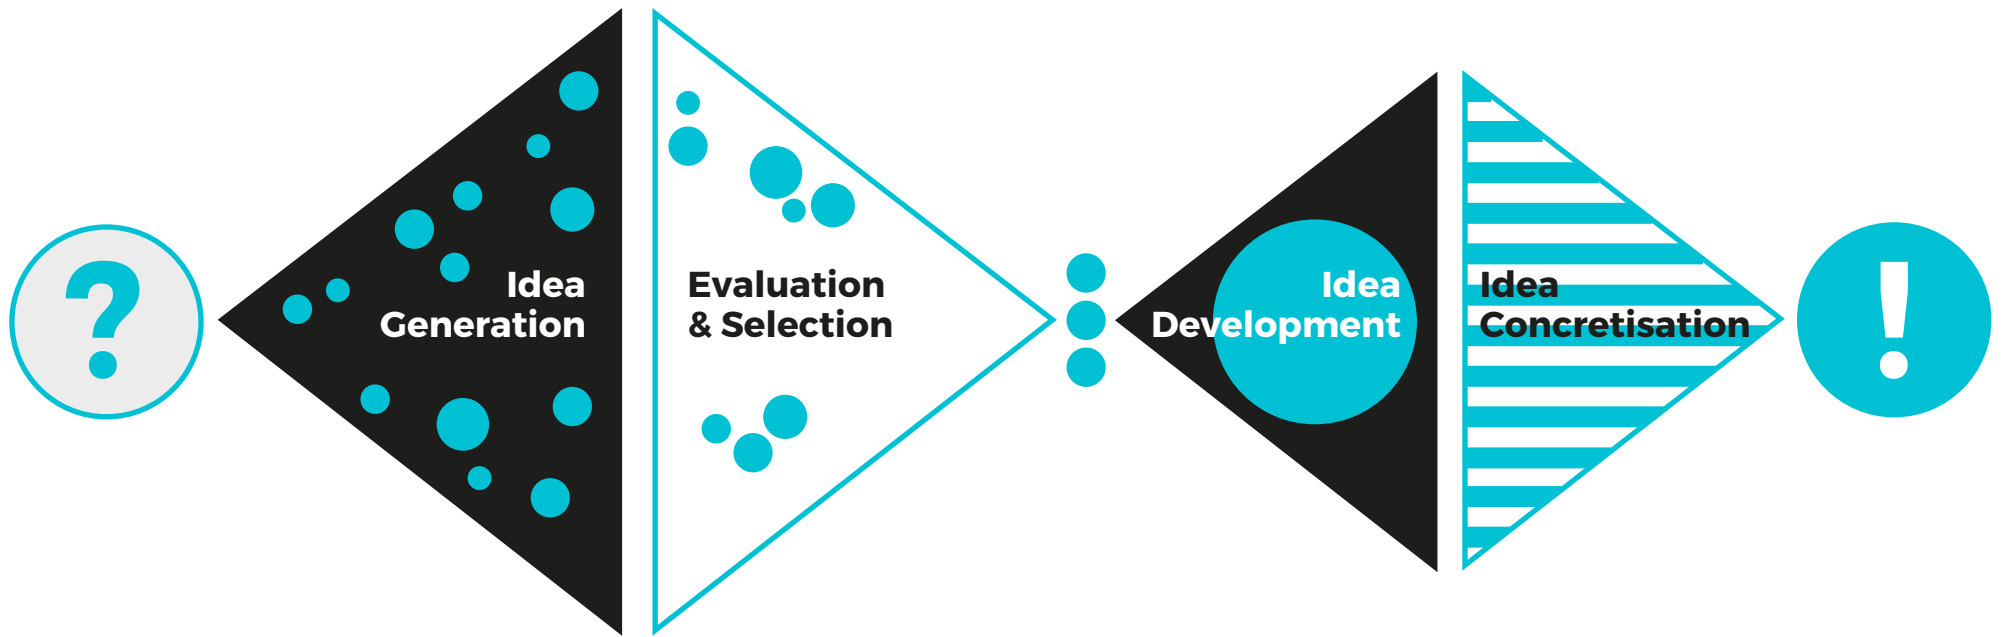 ?
Idea
Generation
Evaluation
& Selection
Idea
Development
Idea
Concretisation
!